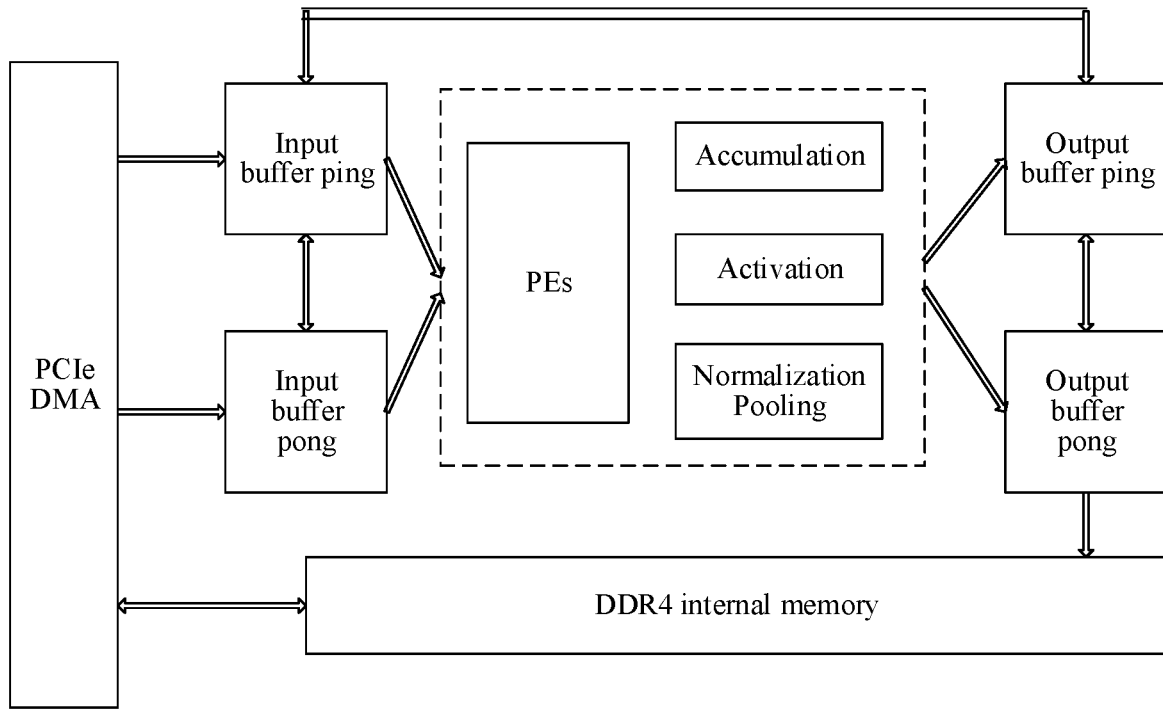 PCIe
DMA
Input
buffer ping
Input
buffer
pong
PEs
Accumulation
Activation
Normalization
Pooling
Output
buffer ping
Output
buffer
pong
DDR4 internal memory